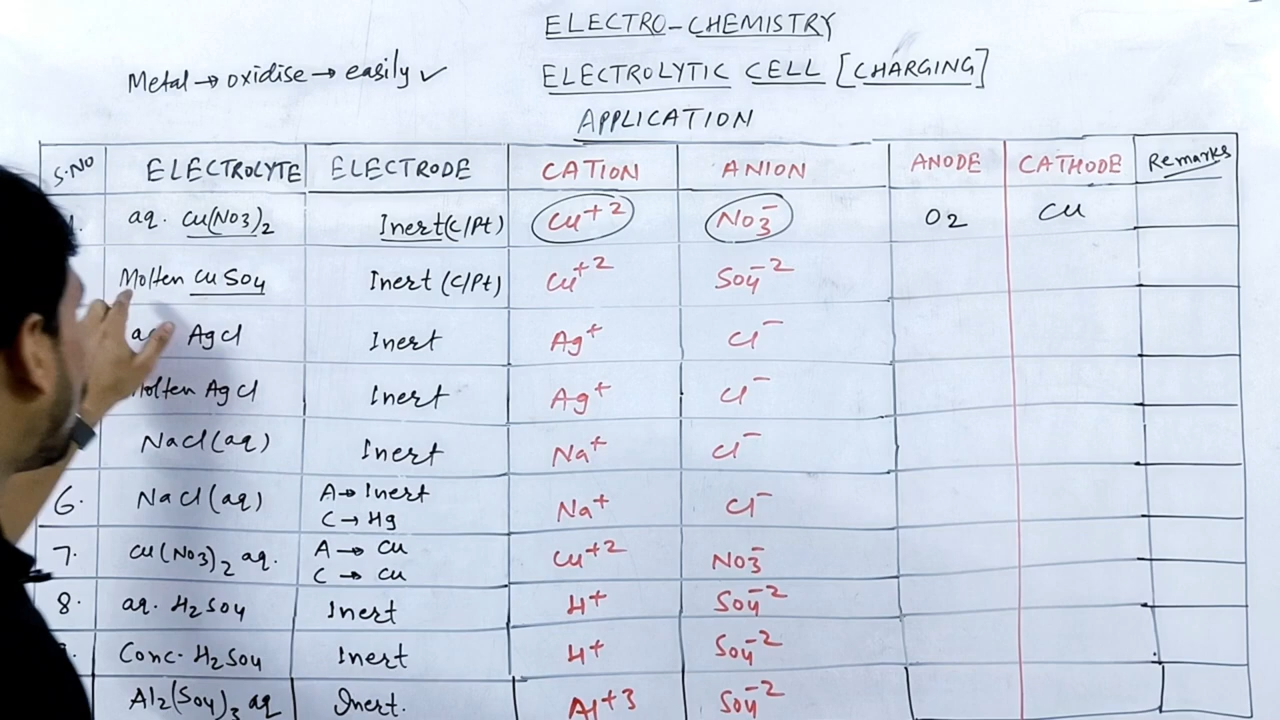 ELECTRO-CHEMISTRY
Metal → oxidise → easily ✓
ELECTROLYTIC CELL [CHARGING]
APPLICATION
S.NO ELECTROLYTE ELECTRODE CATION ANION ANODE CATHODE Remarks
aq. Cu(NO3)2 Inert (C/Pt) Cu+2 NO3- O2 Cu
Molten CuSO4 Inert (C/Pt) Cu+2 SO4-2
AgCl Inert Ag+ Cl-
Molten AgCl Inert Ag+ Cl-
NaCl(aq) Inert Na+ Cl-
6. NaCl(aq) A → Inert Na+ Cl-
C → Hg
7. Cu(NO3)2 aq. A → Cu Cu+2 NO3-
C → Cu
8. aq. H2SO4 Inert H+ SO4-2
Conc. H2SO4 Inert H+ SO4-2
Al2(SO4)3 aq Inert. Al+3 SO4-2